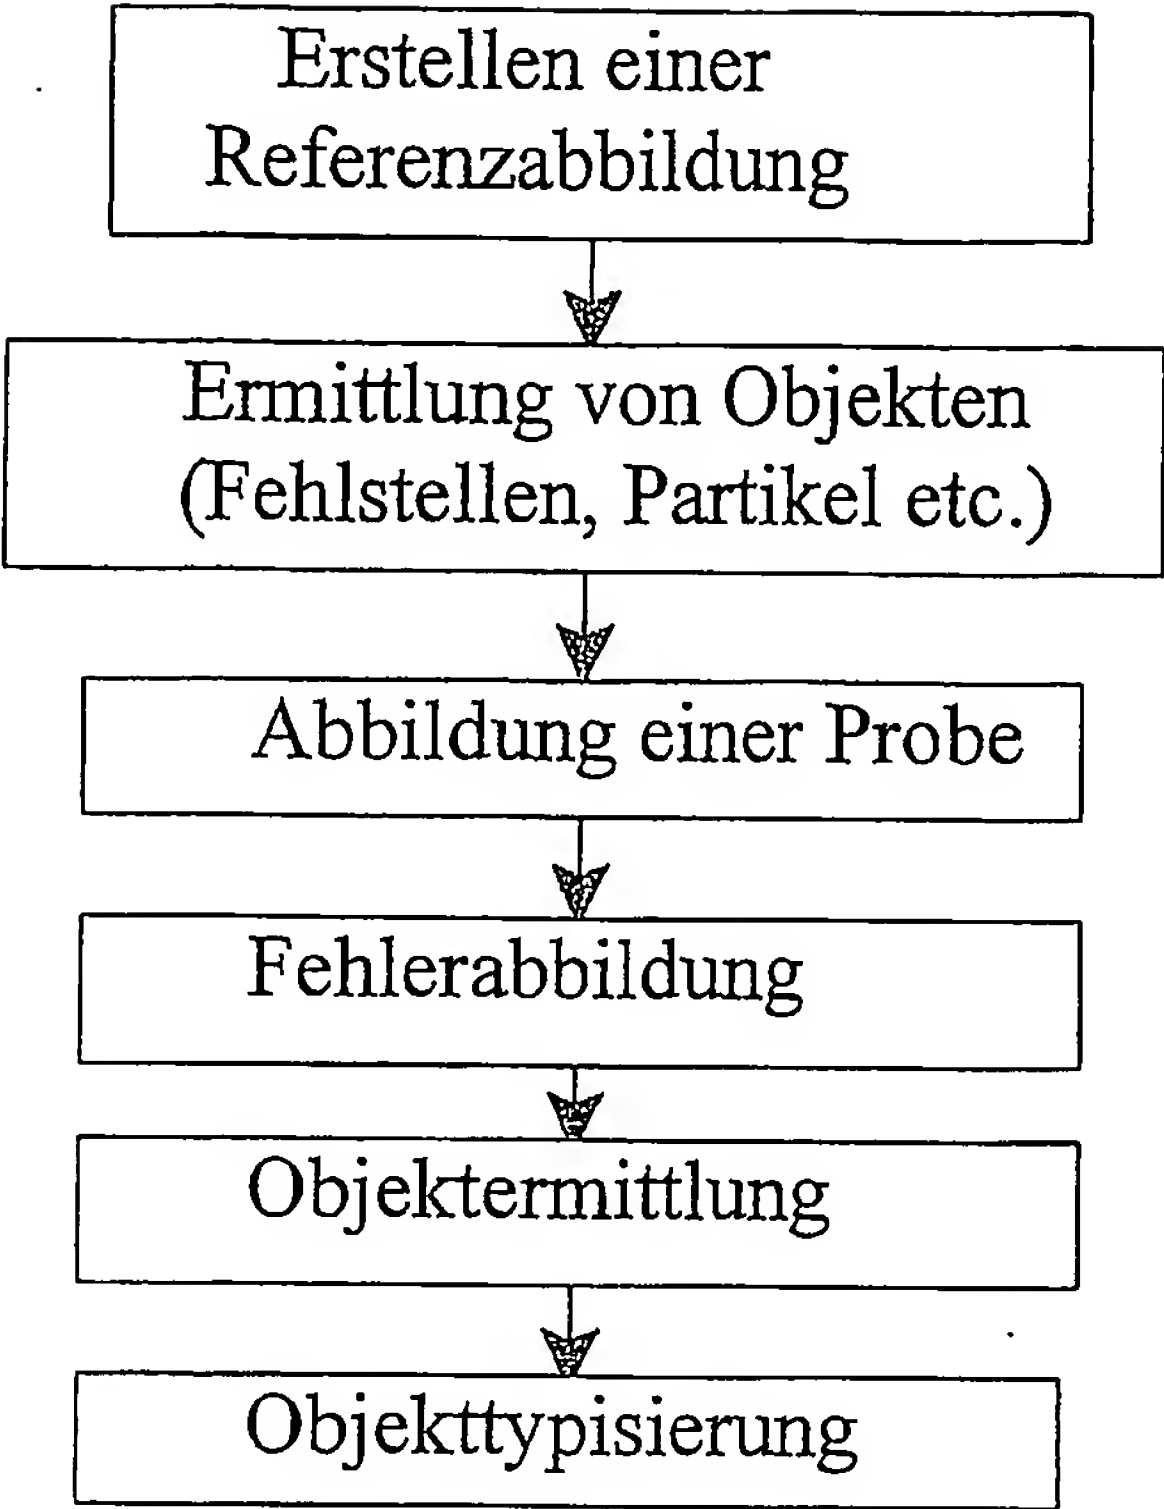 Erstellen einer
Referenzabbildung
Ermittlung von Objekten
(Fehlstellen, Partikel etc.)
Abbildung einer Probe
Fehlerabbildung
Objektermittlung
Objekttypisierung